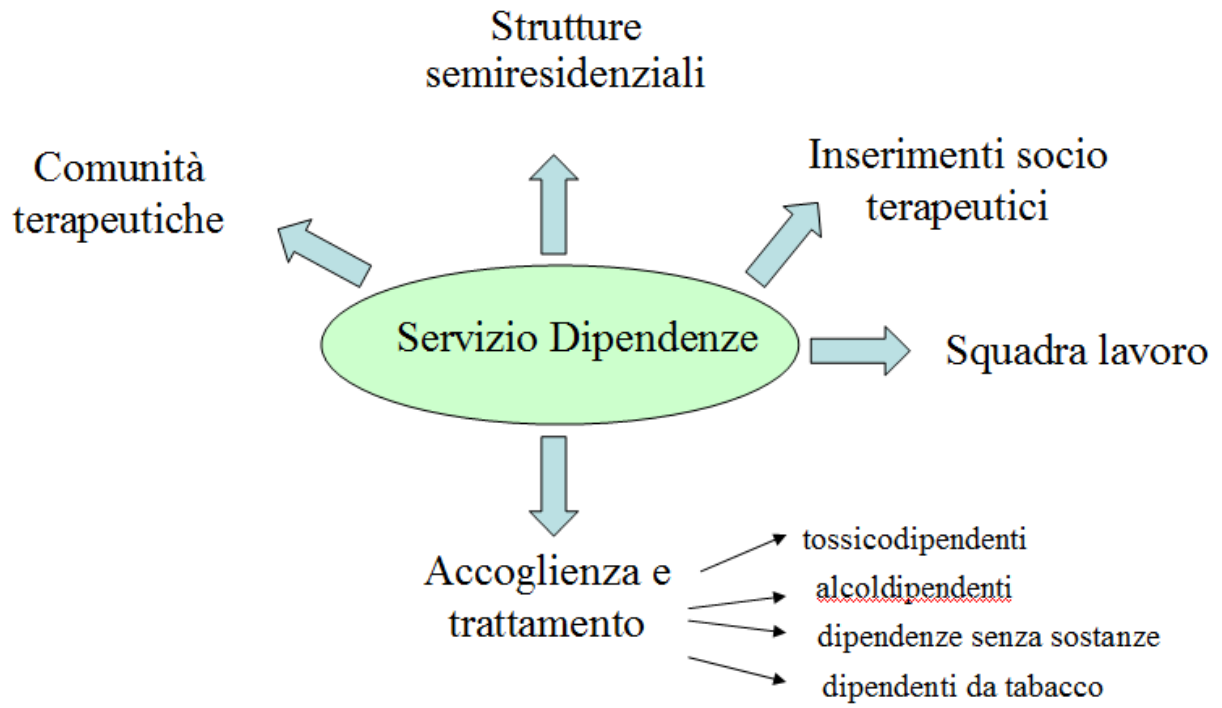 Strutture
semiresidenziali
Comunità
terapeutiche
Inserimenti socio
terapeutici
Servizio Dipendenze
Squadra lavoro
Accoglienza e
trattamento
tossicodipendenti
alcoldipendenti
dipendenze senza sostanze
dipendenti da tabacco